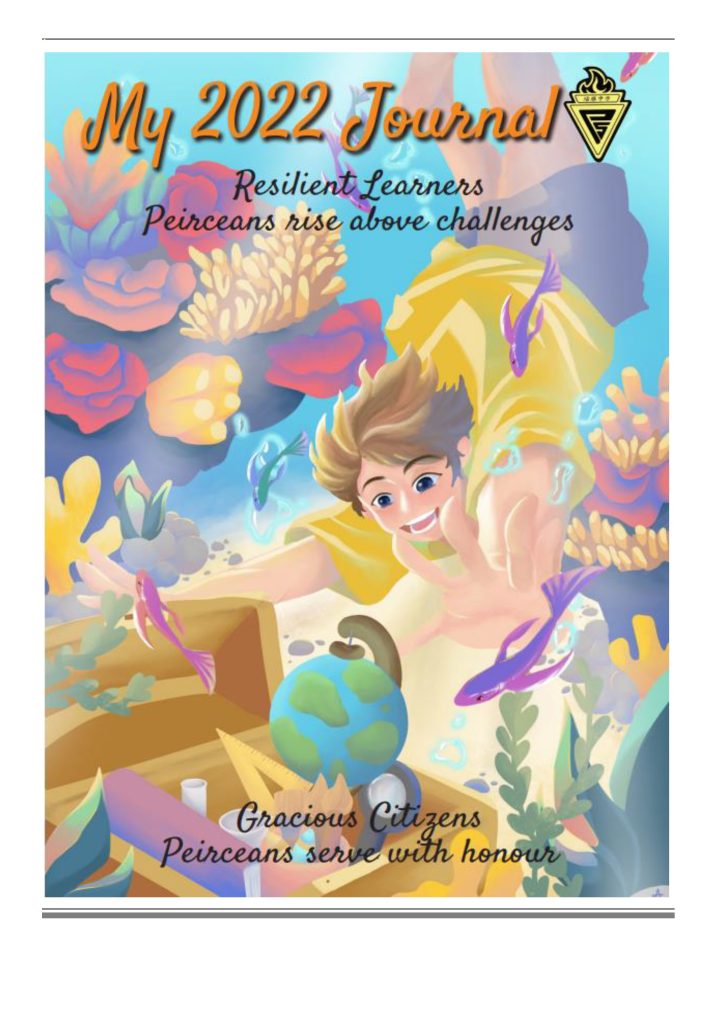 My 2022 Journal
Resilient Learners
Peirceans rise above challenges
Gracious Citizens
Peirceans serve with honour